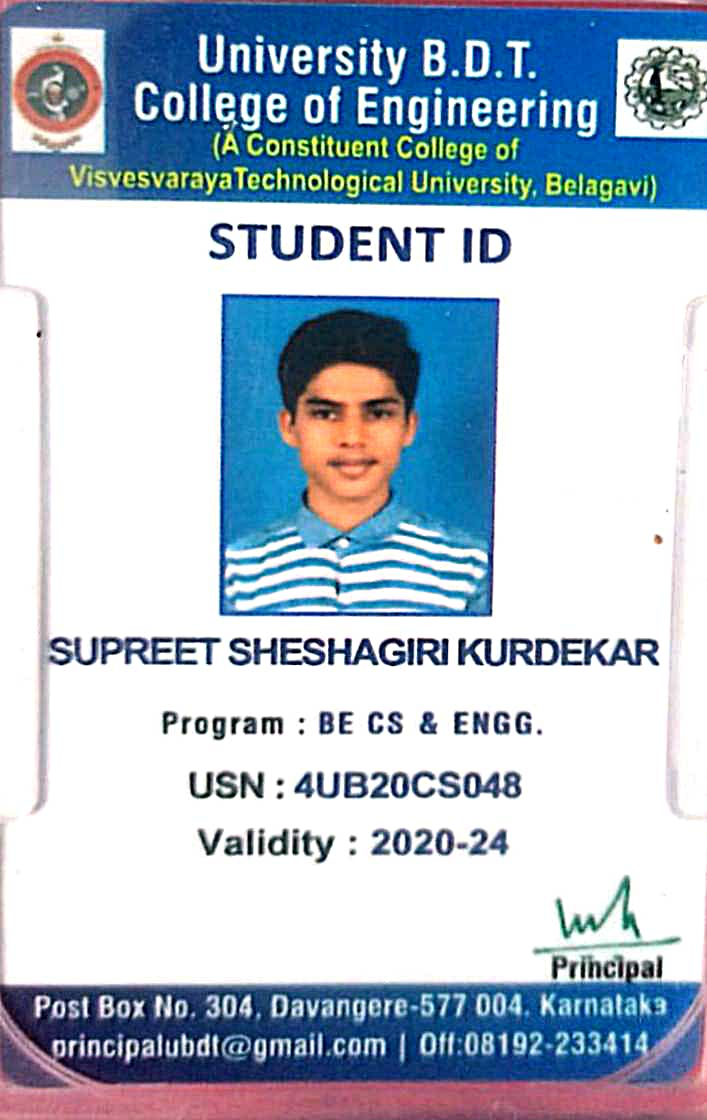 University B.D.T.
College of Engineering
(A Constituent College of
VisvesvarayaTechnological University, Belagavi)
STUDENT ID
SUPREET SHESHAGIRI KURDEKAR
Program : BE CS & ENGG.
USN : 4UB20CS048
Validity : 2020-24
Principal
Post Box No. 304, Davangere-577 004. Karnataka
principalubdt@gmail.com | Off:08192-233414